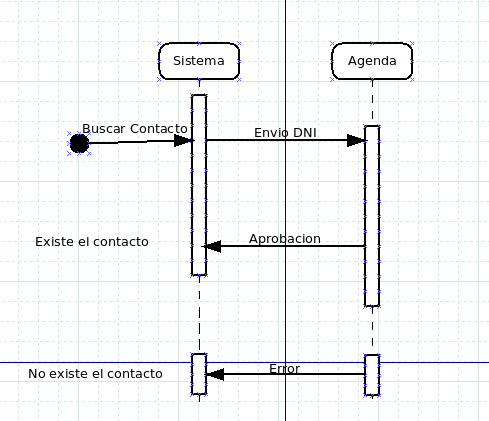 Sistema
Agenda
Buscar Contacto
Envio DNI
Existe el contacto
Aprobacion
No existe el contacto
Error